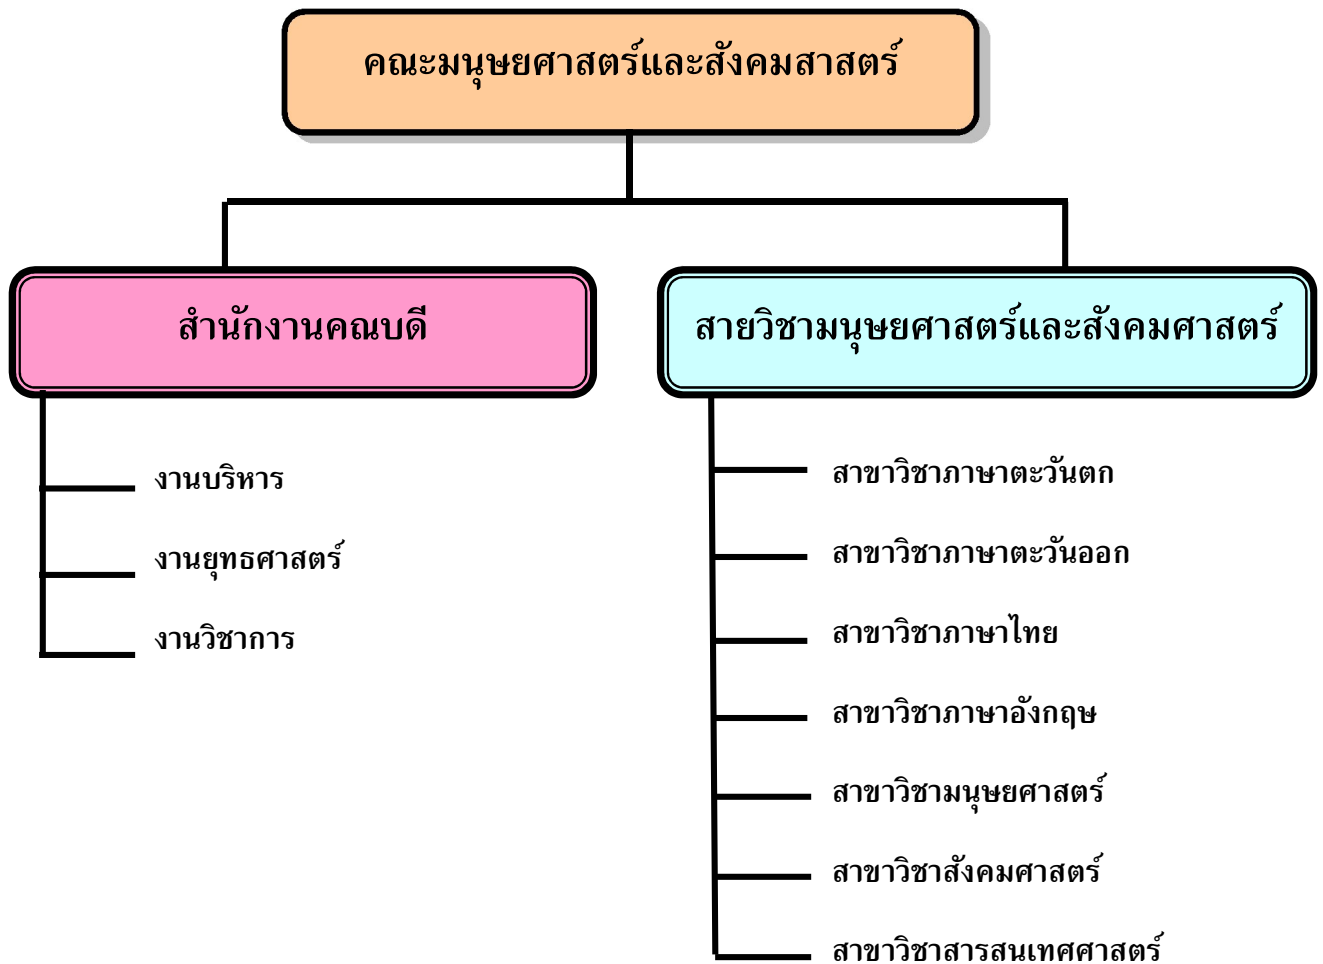 คณะมนุษยศาสตร์และสังคมสาสตร์
สำนักงานคณบดี
งานบริหาร
งานยุทธศาสตร์
งานวิชาการ
สายวิชามนุษยศาสตร์และสังคมศาสตร์
สาขาวิชาภาษาตะวันตก
สาขาวิชาภาษาตะวันออก
สาขาวิชาภาษาไทย
สาขาวิชาภาษาอังกฤษ
สาขาวิชามนุษยศาสตร์
สาขาวิชาสังคมศาสตร์
สาขาวิชาสารสนเทศศาสตร์